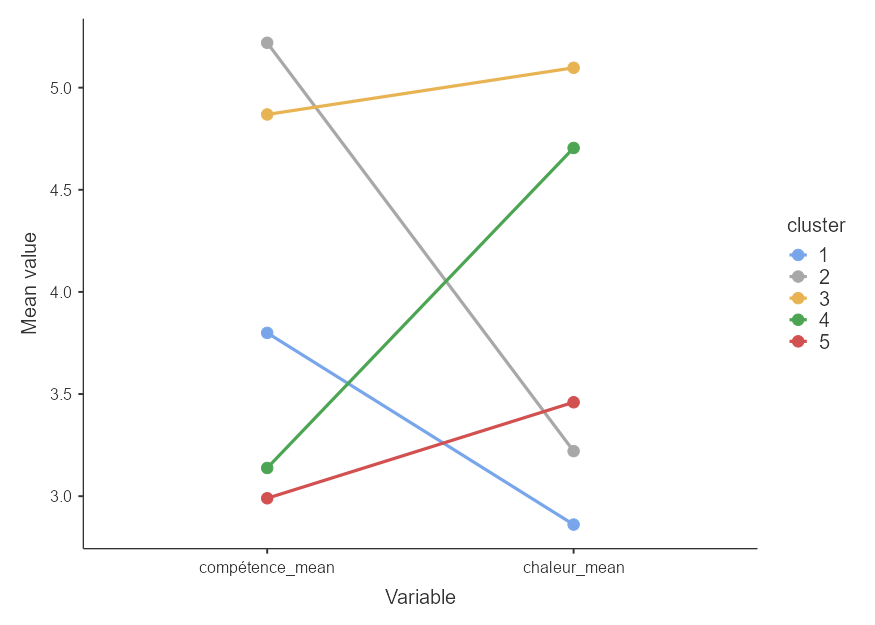 5.0
4.5
4.0
3.5
3.0
Mean value
compétence_mean
chaleur_mean
Variable
cluster
1
2
3
4
5